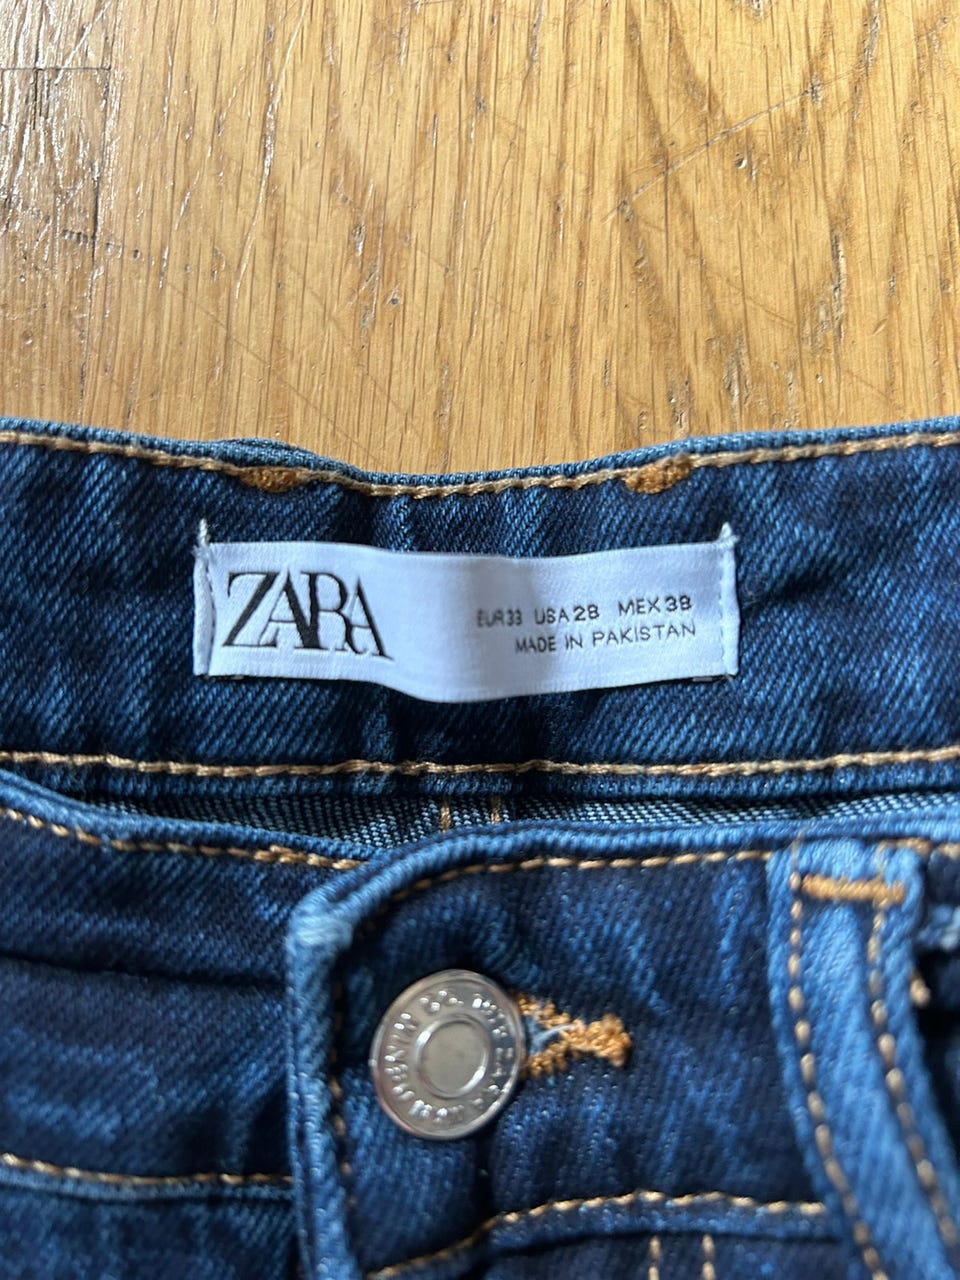 ZARA
EUR 33 USA 28 MEX 38
MADE IN PAKISTAN